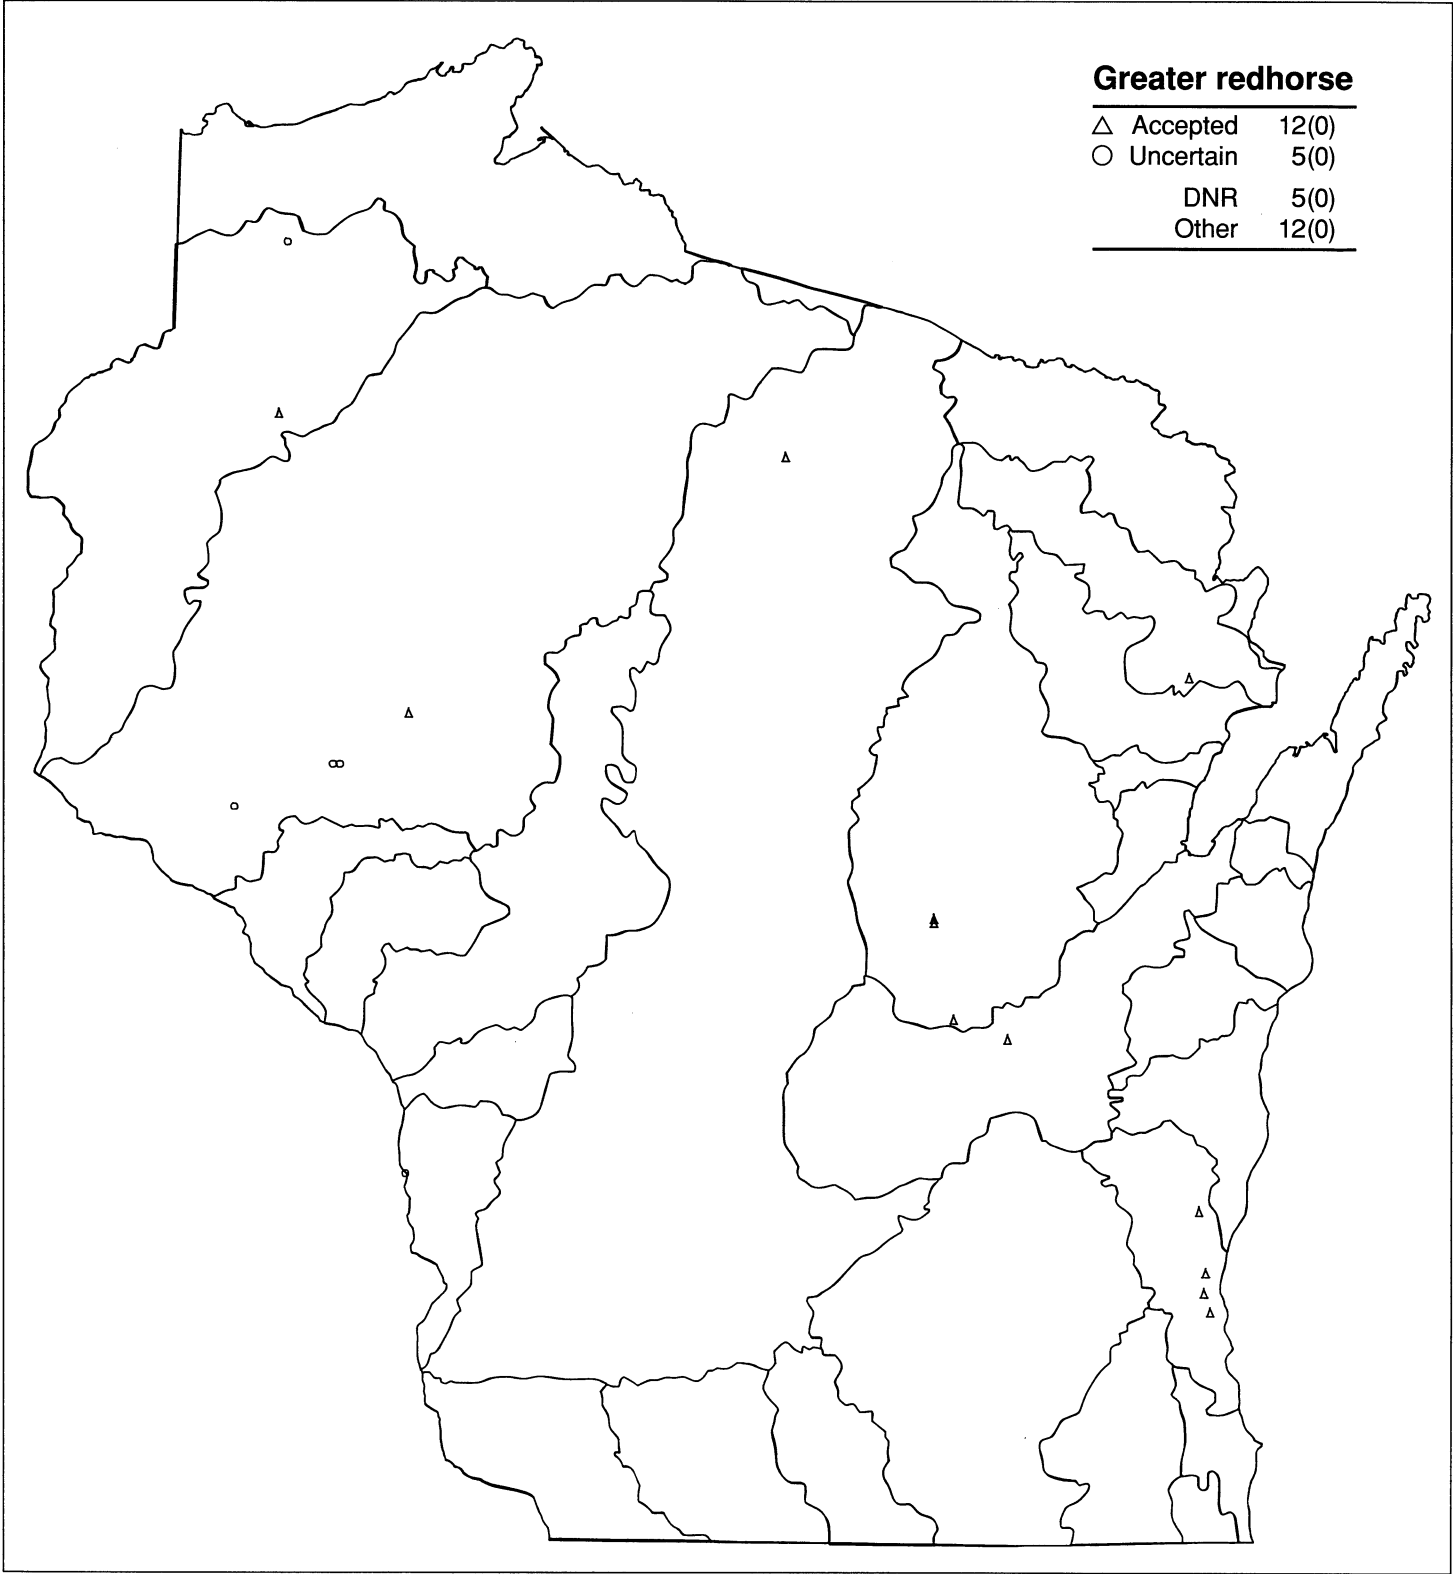 Greater redhorse
△ Accepted 12(0)
○ Uncertain 5(0)
DNR 5(0)
Other 12(0)